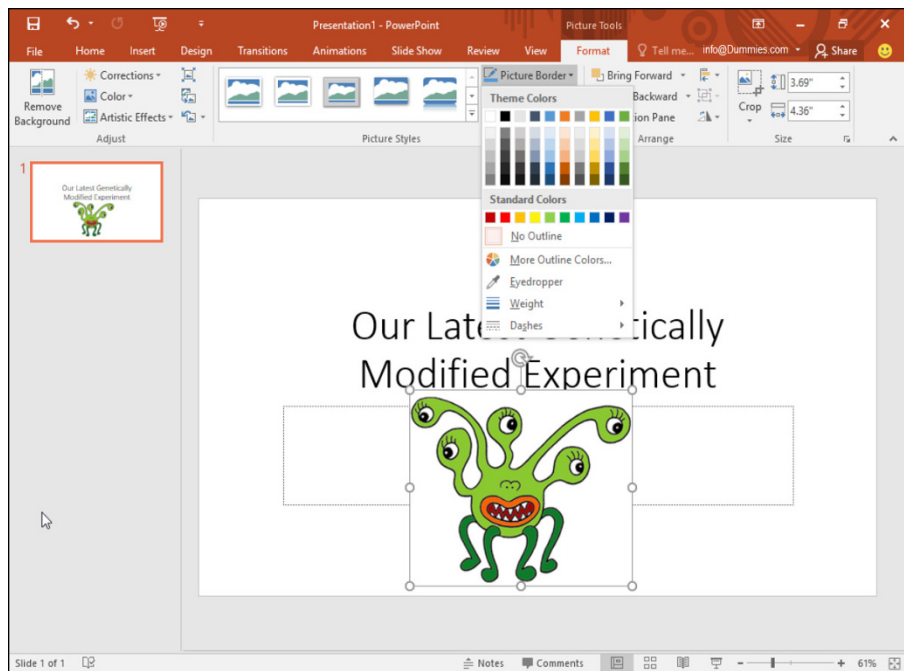 Presentation1 - PowerPoint
Picture Tools
File
Home
Insert
Design
Transitions
Animations
Slide Show
Review
View
Format
Tell me...
info@Dummies.com
Share
Remove
Background
Corrections
Color
Artistic Effects
Adjust
Picture Styles
Picture Border
Theme Colors
Standard Colors
No Outline
More Outline Colors...
Eyedropper
Weight
Dashes
Bring Forward
Backward
ion Pane
Arrange
Crop
3.69"
4.36"
Size
1
Our Latest Genetically
Modified Experiment
Our Late
tically
Modified Experiment
Slide 1 of 1
Notes
Comments
61%